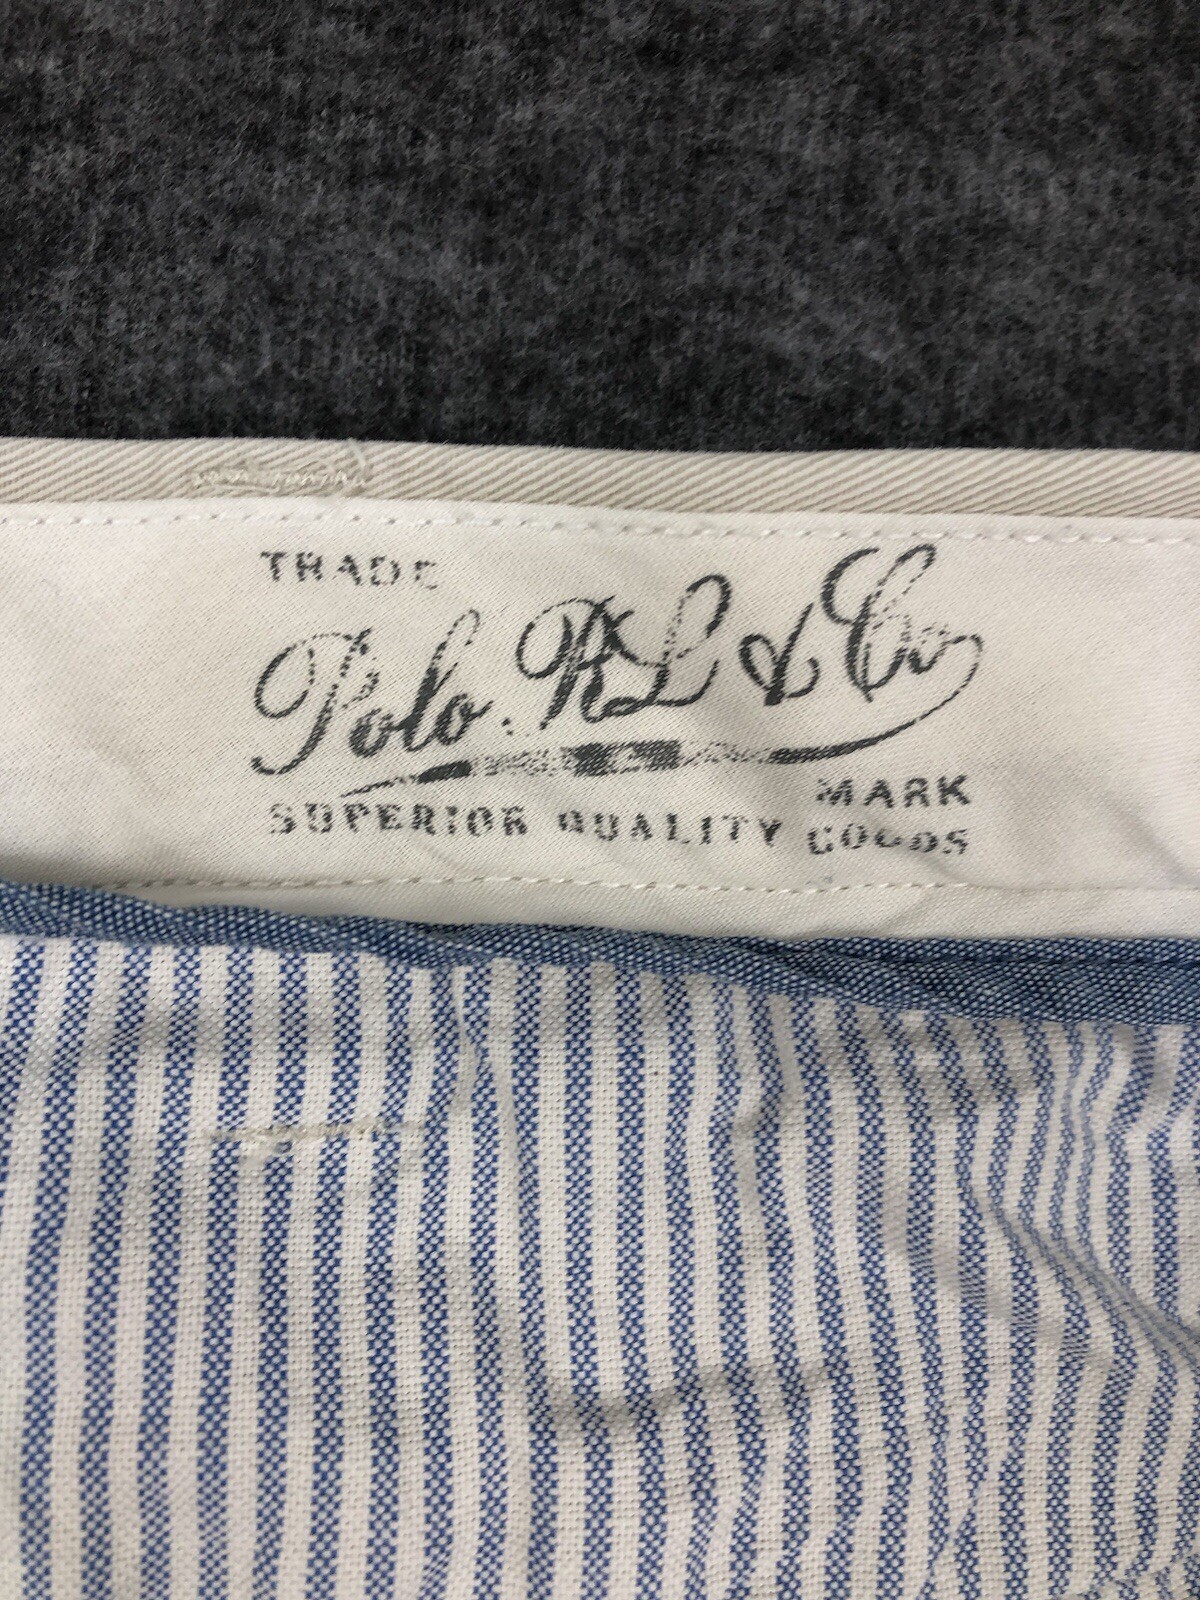 TRADE
Polo. RL & Co
MARK
SUPERIOR QUALITY GOODS